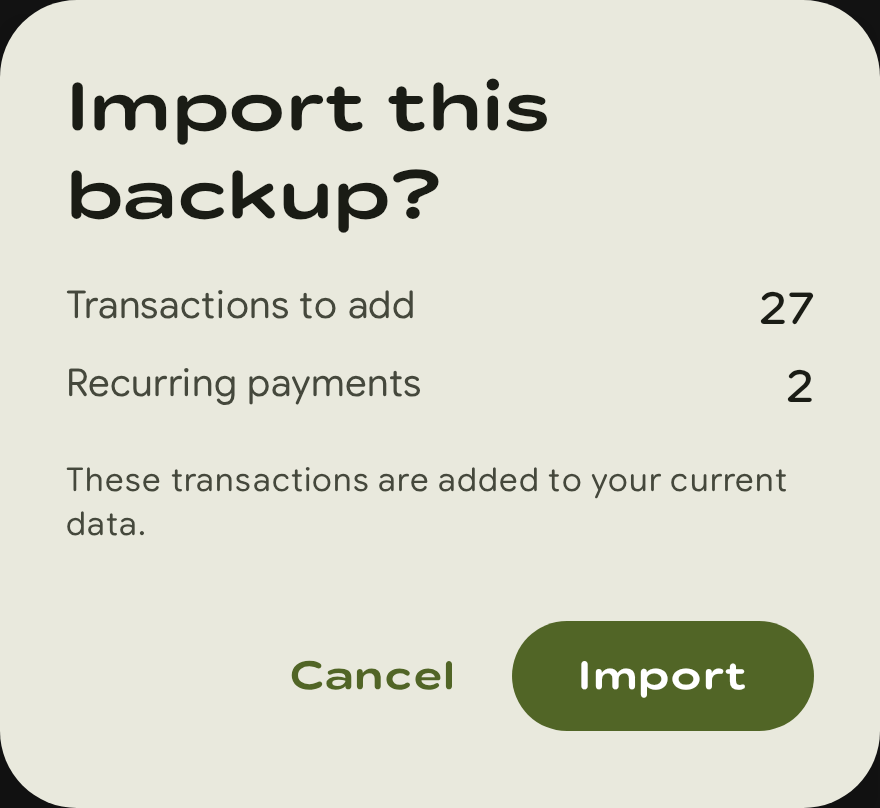 Import this
backup?
Transactions to add 27
Recurring payments 2
These transactions are added to your current
data.
Cancel Import